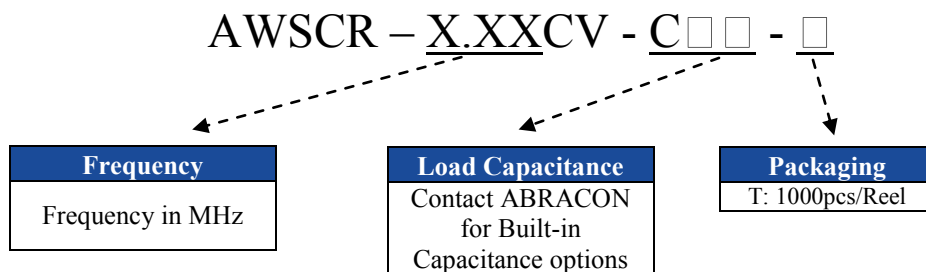 AWSCR – X.XXCV - C□□ - □
Frequency
Frequency in MHz
Load Capacitance
Contact ABRACON
for Built-in
Capacitance options
Packaging
T: 1000pcs/Reel